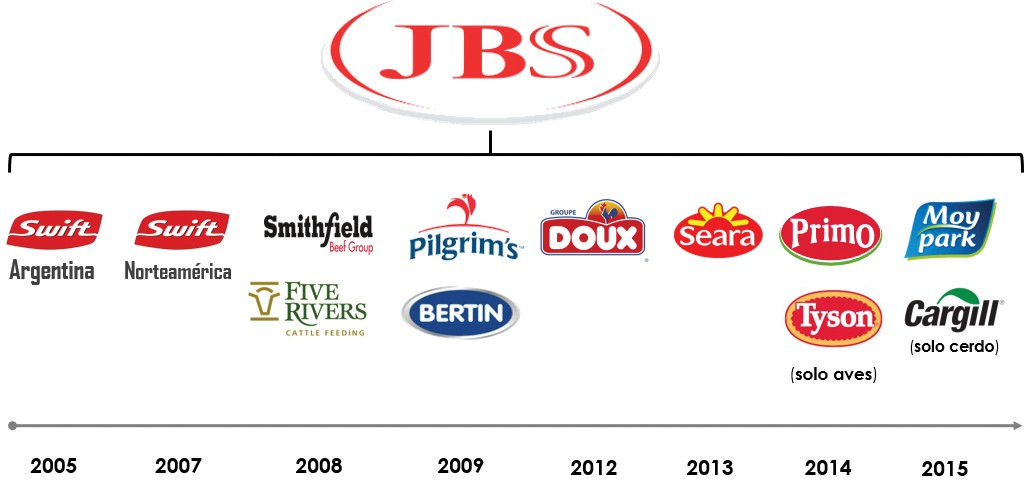 JBS
Swift
Argentina
Swift
Norteamérica
Smithfield
Beef Group
Pilgrim's™
GROUPE
DOUX
®
Seara
Primo
Moy
park
FIVE
RIVERS
CATTLE FEEDING
BERTIN
Tyson
(solo aves)
Cargill®
(solo cerdo)
2005 2007 2008 2009 2012 2013 2014 2015